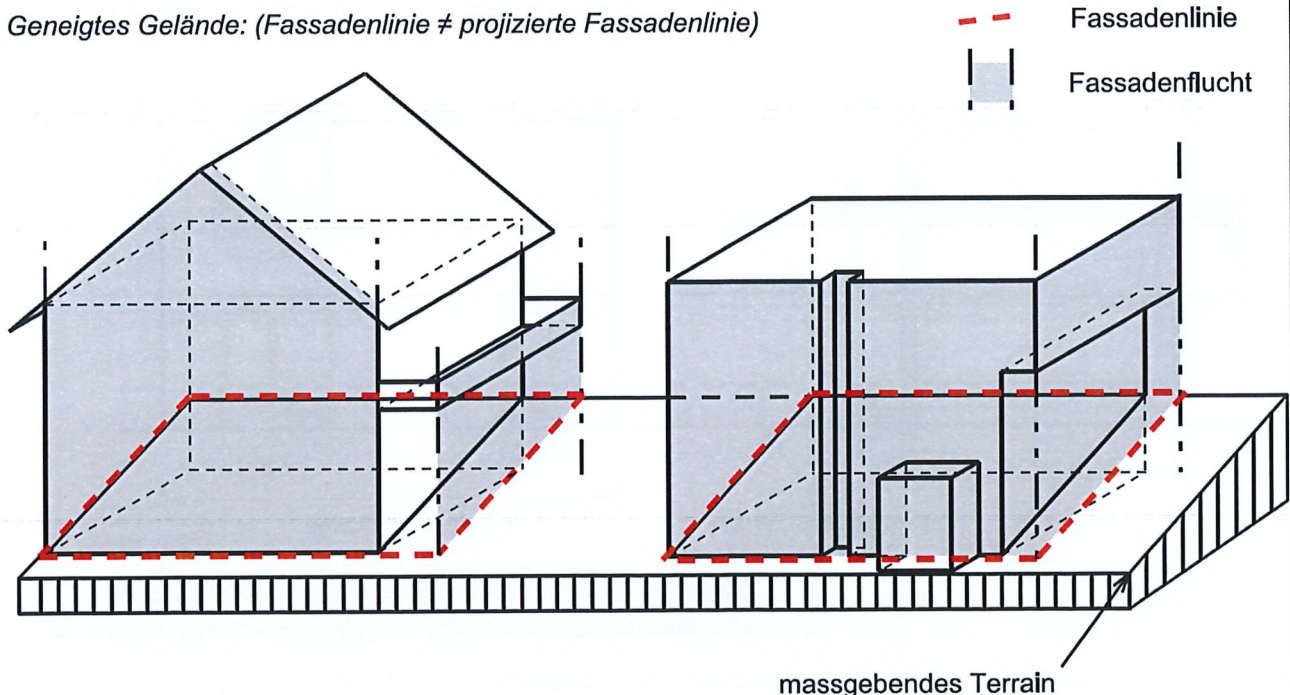 Geneigtes Gelände: (Fassadenlinie ≠ projizierte Fassadenlinie)
Fassadenlinie
Fassadenflucht
massgebendes Terrain